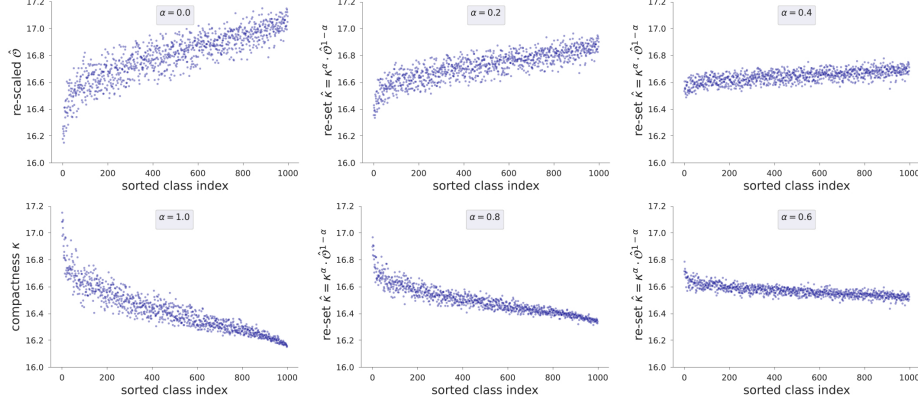 17.2
17.0
16.8
16.6
16.4
16.2
16.0
re-scaled 𝒪̂
α = 0.0
0 200 400 600 800 1000
sorted class index
17.2
17.0
16.8
16.6
16.4
16.2
16.0
re-set κ̂ = κ^α · 𝒪̂^{1 − α}
α = 0.2
0 200 400 600 800 1000
sorted class index
17.2
17.0
16.8
16.6
16.4
16.2
16.0
re-set κ̂ = κ^α · 𝒪̂^{1 − α}
α = 0.4
0 200 400 600 800 1000
sorted class index
17.2
17.0
16.8
16.6
16.4
16.2
16.0
compactness κ
α = 1.0
0 200 400 600 800 1000
sorted class index
17.2
17.0
16.8
16.6
16.4
16.2
16.0
re-set κ̂ = κ^α · 𝒪̂^{1 − α}
α = 0.8
0 200 400 600 800 1000
sorted class index
17.2
17.0
16.8
16.6
16.4
16.2
16.0
re-set κ̂ = κ^α · 𝒪̂^{1 − α}
α = 0.6
0 200 400 600 800 1000
sorted class index